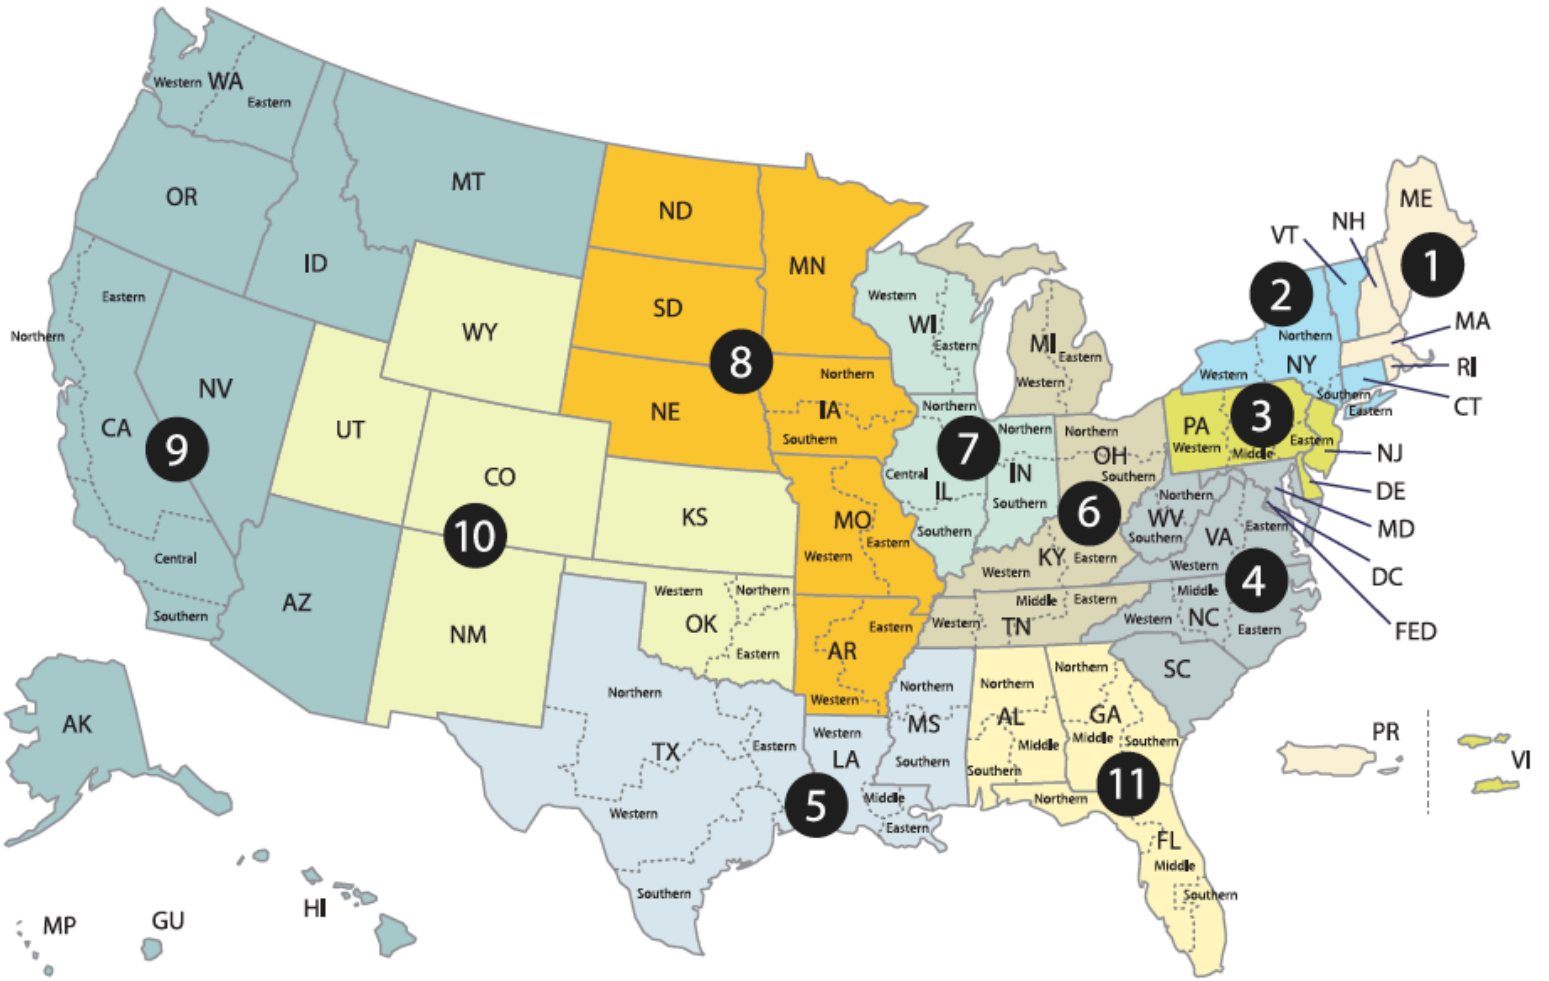 WA
Western
Eastern
OR
ID
MT
ND
MN
SD
WY
NE
8
Northern
IA
Southern
Northern
Eastern
CA
NV
9
Central
Southern
UT
CO
10
KS
AZ
NM
Western
Northern
OK
Eastern
MO
Western
Eastern
Eastern
AR
Western
Western
WI
Eastern
Northern
7
Central
IL
Southern
Northern
IN
Southern
MI
Eastern
Western
Northern
OH
Southern
6
KY
Western
Eastern
Middle
Eastern
Western
TN
ME
NH
VT
1
2
Northern
NY
Western
Southern
Eastern
MA
RI
CT
PA
3
Western
Middle
Eastern
NJ
DE
MD
DC
FED
Northern
WV
Southern
VA
Eastern
Western
4
Middle
Western
NC
Eastern
SC
Northern
TX
Eastern
Western
Southern
5
Western
LA
Middle
Eastern
Northern
MS
Southern
Northern
AL
Middle
Southern
Northern
GA
Middle
Southern
11
Northern
FL
Middle
Southern
PR
VI
AK
HI
GU
MP